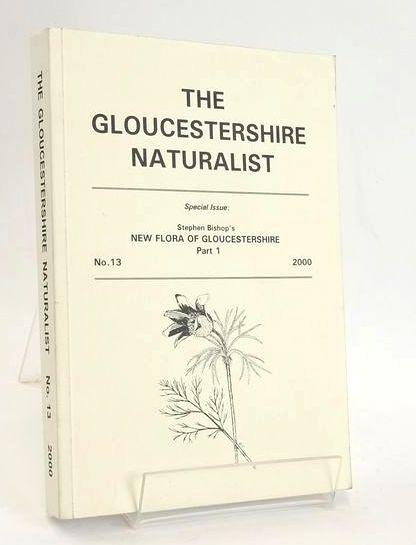 THE
GLOUCESTERSHIRE
NATURALIST
Special Issue:
Stephen Bishop's
NEW FLORA OF GLOUCESTERSHIRE
Part 1
No.13 2000
THE GLOUCESTERSHIRE NATURALIST No. 13 2000